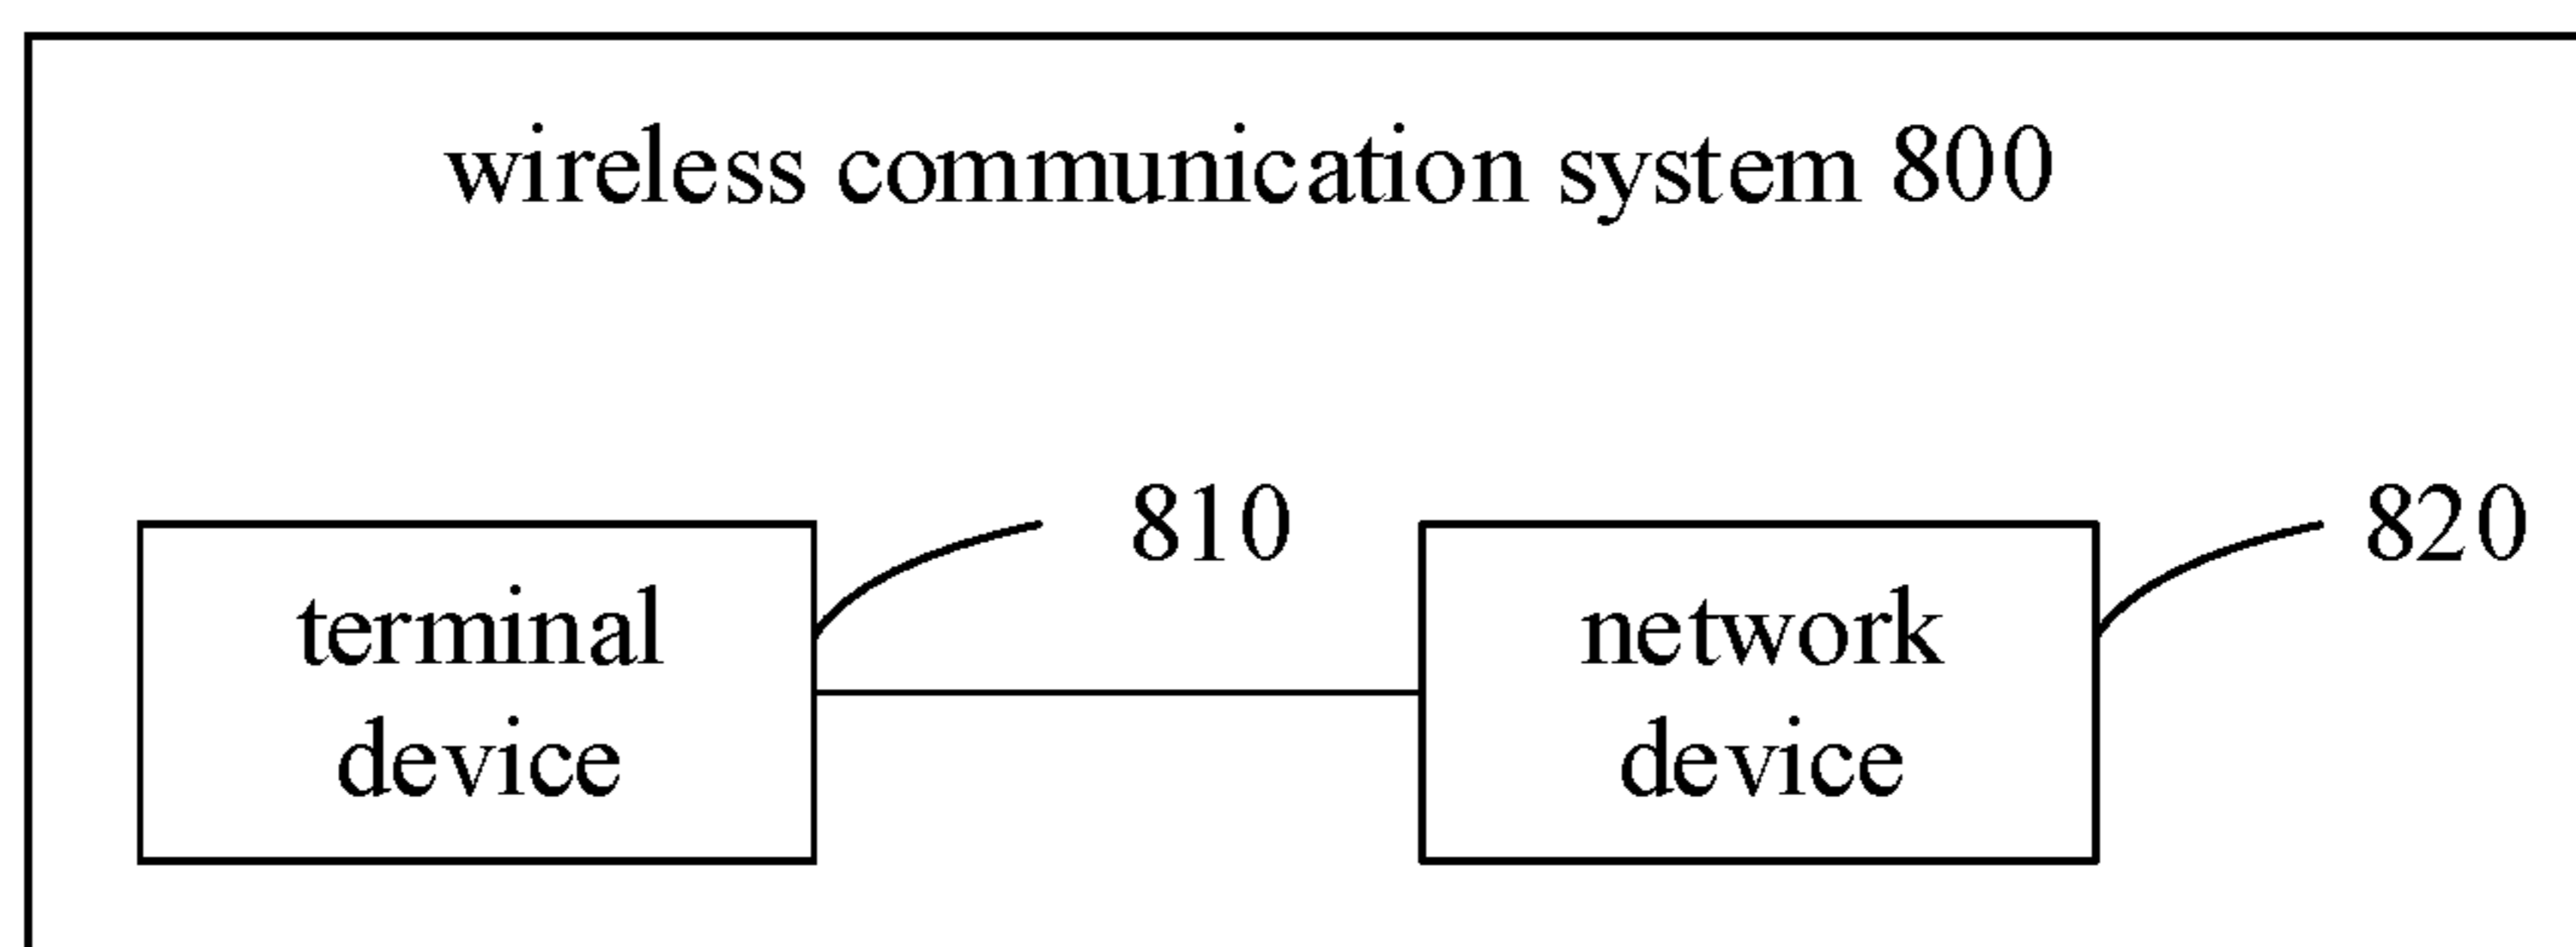 wireless communication system 800
810
820
terminal
device
network
device